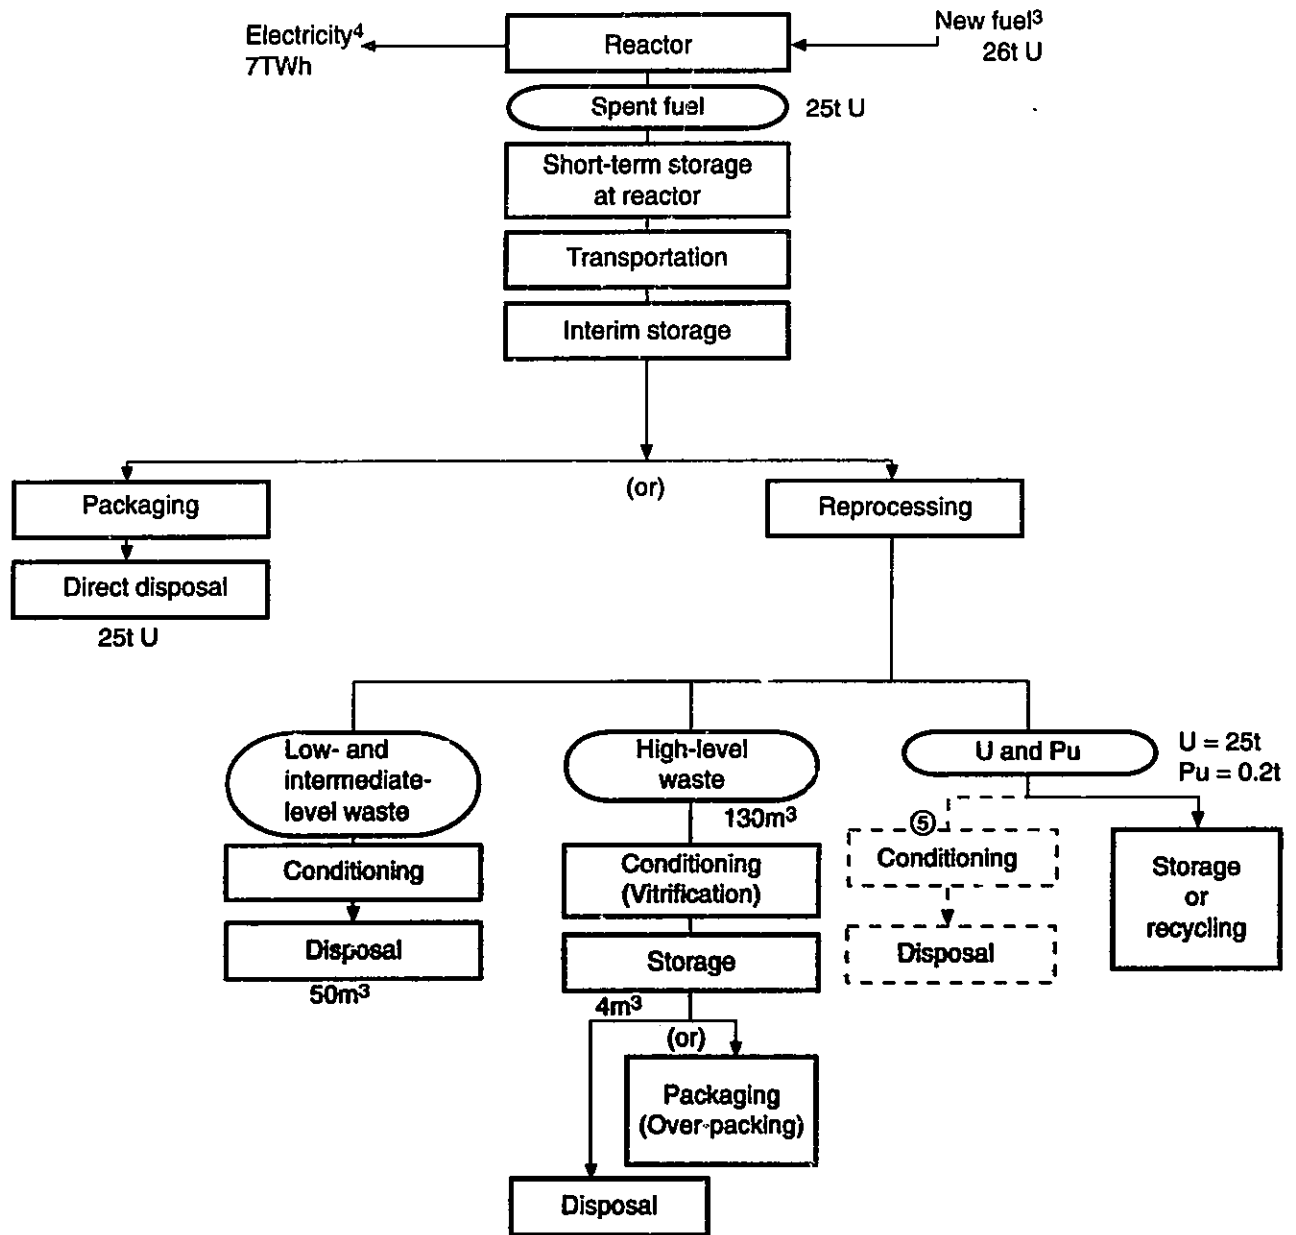 Electricity⁴
7TWh
Reactor
New fuel³
26t U
Spent fuel
25t U
Short-term storage
at reactor
Transportation
Interim storage
(or)
Packaging
Reprocessing
Direct disposal
25t U
Low- and
intermediate-
level waste
High-level
waste
130m³
U and Pu
U = 25t
Pu = 0.2t
Conditioning
Conditioning
(Vitrification)
⑤
Conditioning
Storage
or
recycling
Disposal
50m³
Storage
4m³
Disposal
(or)
Packaging
(Over-packing)
Disposal